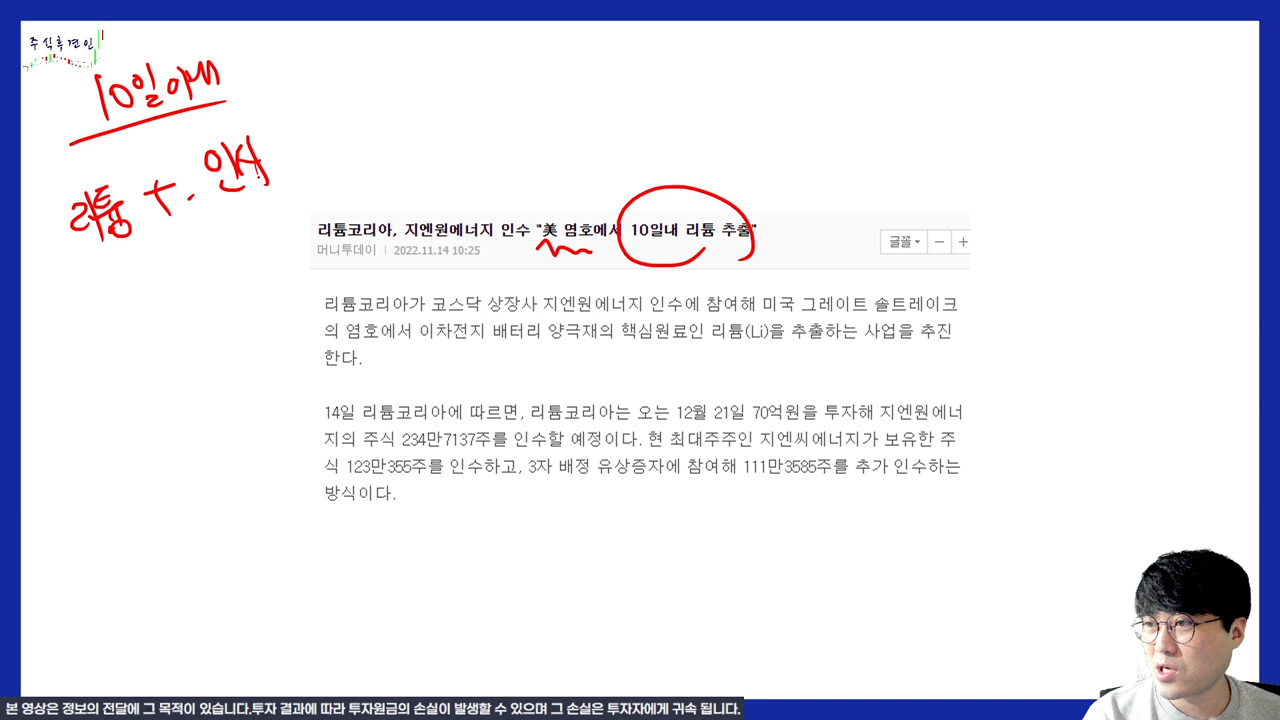 주식후견인
10일이내
리튬 + 인수
리튬코리아, 지엔원에너지 인수 "美 염호에서 10일내 리튬 추출"
머니투데이 | 2022.11.14 10:25
글꼴 - +
리튬코리아가 코스닥 상장사 지엔원에너지 인수에 참여해 미국 그레이트 솔트레이크
의 염호에서 이차전지 배터리 양극재의 핵심원료인 리튬(Li)을 추출하는 사업을 추진
한다.
14일 리튬코리아에 따르면, 리튬코리아는 오는 12월 21일 70억원을 투자해 지엔원에너
지의 주식 234만7137주를 인수할 예정이다. 현 최대주주인 지엔씨에너지가 보유한 주
식 123만355주를 인수하고, 3자 배정 유상증자에 참여해 111만3585주를 추가 인수하는
방식이다.
본 영상은 정보의 전달에 그 목적이 있습니다.투자 결과에 따라 투자원금의 손실이 발생할 수 있으며 그 손실은 투자자에게 귀속 됩니다.